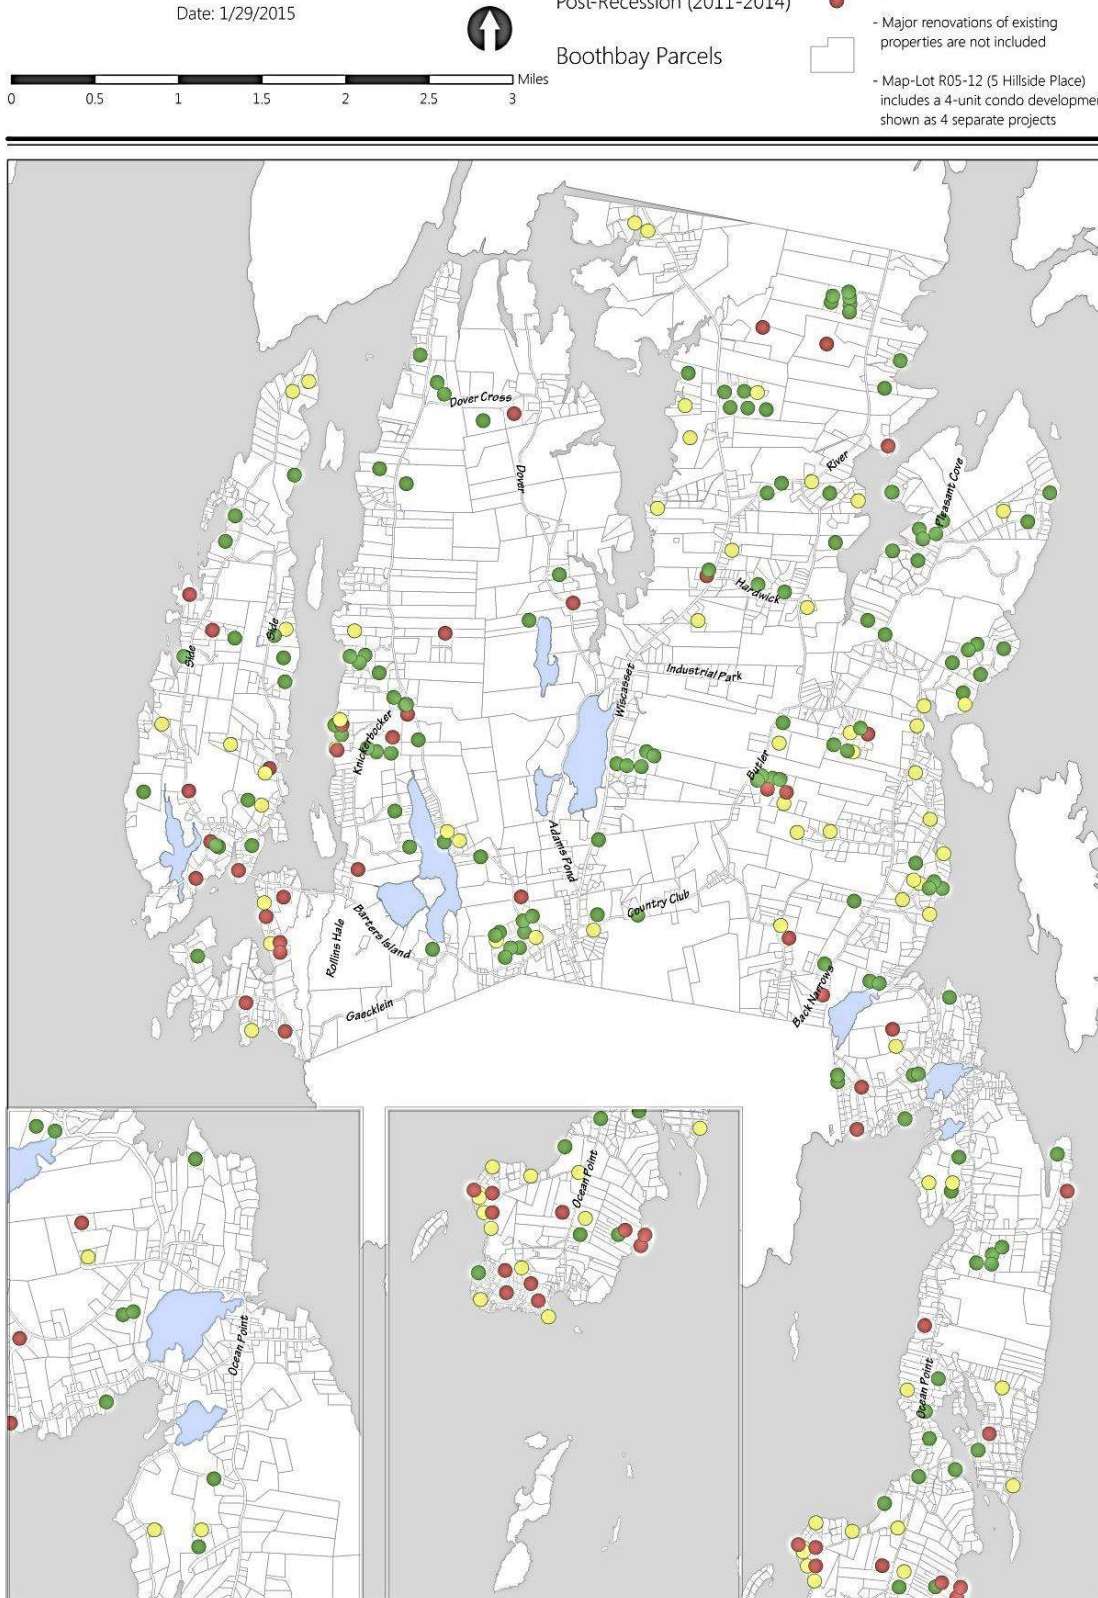 Date: 1/29/2015
Post-Recession (2011-2014)
Boothbay Parcels
- Major renovations of existing
properties are not included
- Map-Lot R05-12 (5 Hillside Place)
includes a 4-unit condo developme
shown as 4 separate projects
Miles
0 0.5 1 1.5 2 2.5 3
Dover Cross
Dover
River
Pleasant Cove
Hardwick
Side
Side
Industrial Park
Wiscasset
Knickerbocker
Butler
Adams Pond
Country Club
Barters Island
Rollins Hale
Gaecklein
Back Narrows
Ocean Point
Ocean Point
Ocean Point